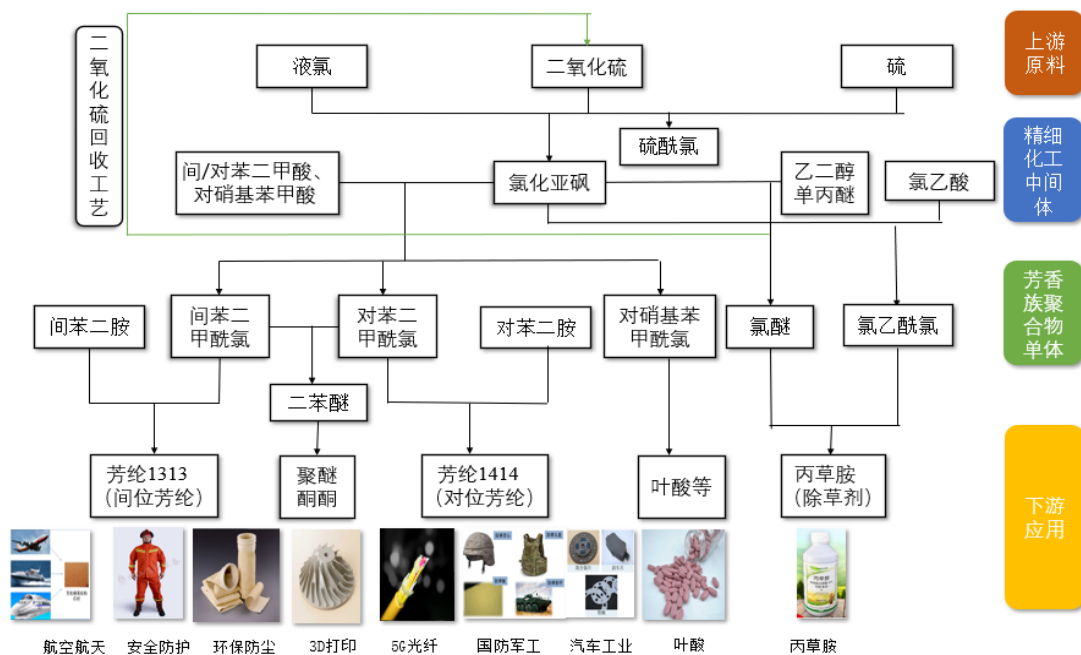 二氧化硫回收工艺
液氯
二氧化硫
硫
上游
原料
硫酰氯
精细
化工
中间
体
间/对苯二甲酸、
对硝基苯甲酸
氯化亚砜
乙二醇
单丙醚
氯乙酸
芳香
族聚
合物
单体
间苯二胺
间苯二
甲酰氯
对苯二
甲酰氯
对苯二胺
对硝基苯
甲酰氯
氯醚
氯乙酰氯
二苯醚
芳纶1313
（间位芳纶）
聚醚
酮酮
芳纶1414
（对位芳纶）
叶酸等
丙草胺
（除草剂）
下游
应用
丙草胺
航空航天
安全防护
环保防尘
3D打印
5G光纤
国防军工
汽车工业
叶酸
丙草胺